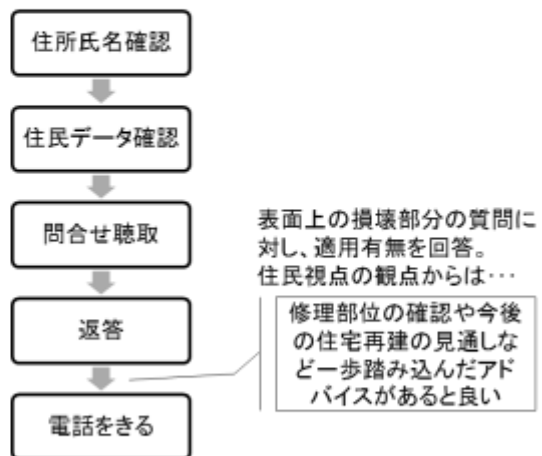 住所氏名確認
住民データ確認
問合せ聴取
返答
電話をきる
表面上の損壊部分の質問に
対し、適用有無を回答。
住民視点の観点からは･･･
修理部位の確認や今後
の住宅再建の見通しな
ど一歩踏み込んだアド
バイスがあると良い